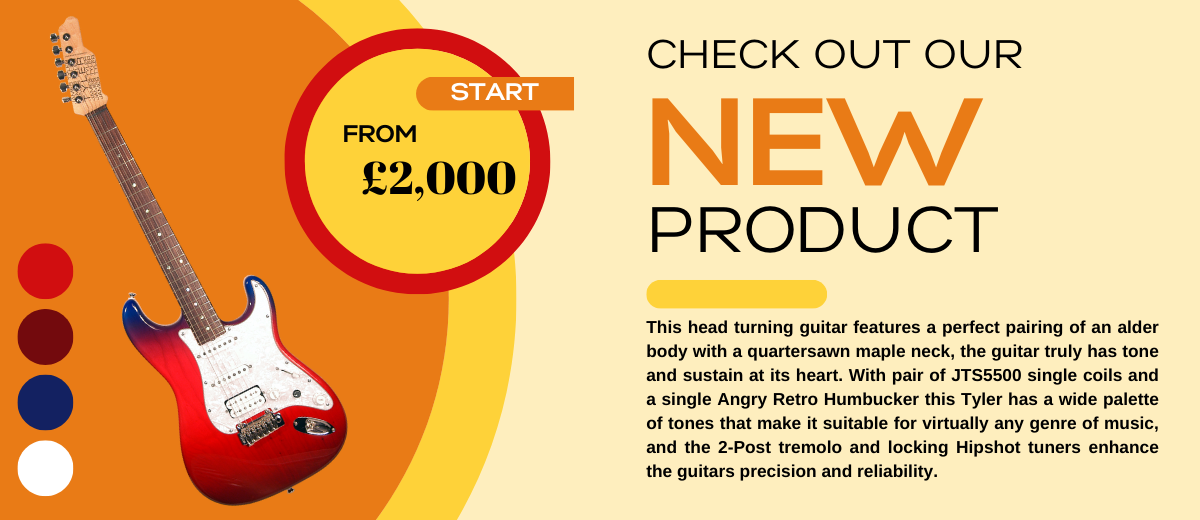 START
FROM
£2,000
CHECK OUT OUR
NEW
PRODUCT
This head turning guitar features a perfect pairing of an alder
body with a quartersawn maple neck, the guitar truly has tone
and sustain at its heart. With pair of JTS5500 single coils and
a single Angry Retro Humbucker this Tyler has a wide palette
of tones that make it suitable for virtually any genre of music,
and the 2-Post tremolo and locking Hipshot tuners enhance
the guitars precision and reliability.